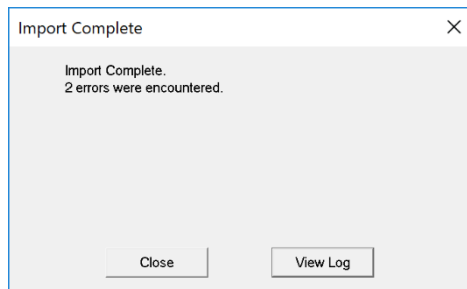 Import Complete
Import Complete.
2 errors were encountered.
Close
View Log